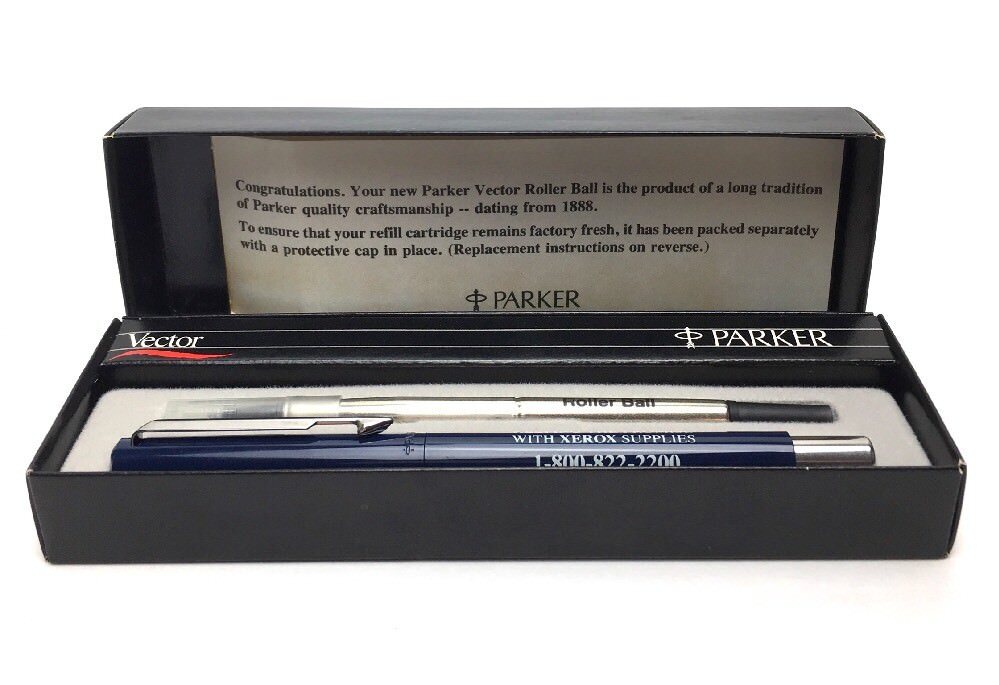 Congratulations. Your new Parker Vector Roller Ball is the product of a long tradition
of Parker quality craftsmanship -- dating from 1888.
To ensure that your refill cartridge remains factory fresh, it has been packed separately
with a protective cap in place. (Replacement instructions on reverse.)
PARKER
Vector PARKER
Roller Ball
WITH XEROX SUPPLIES
1-800-822-2200